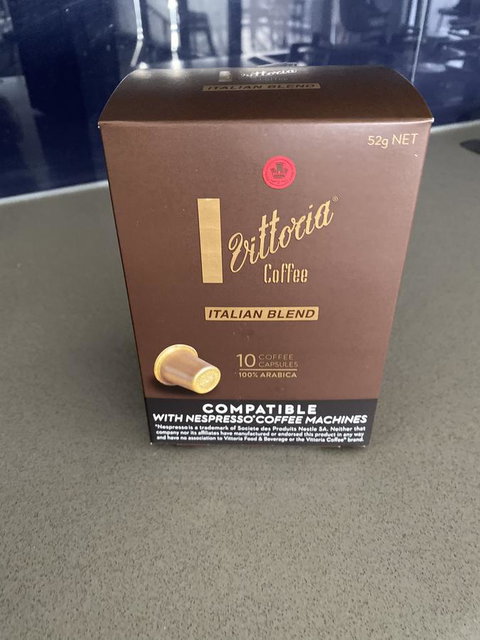 Vittoria
ITALIAN BLEND
52g NET
Vittoria®
Coffee
ITALIAN BLEND
10 COFFEE
CAPSULES
100% ARABICA
COMPATIBLE
WITH NESPRESSO* COFFEE MACHINES
*Nespresso is a trademark of Societe des Produits Nestle SA. Neither that
company nor its affiliates have manufactured or endorsed this product in any way
and have no association to Vittoria Food & Beverage or the Vittoria Coffee® brand.